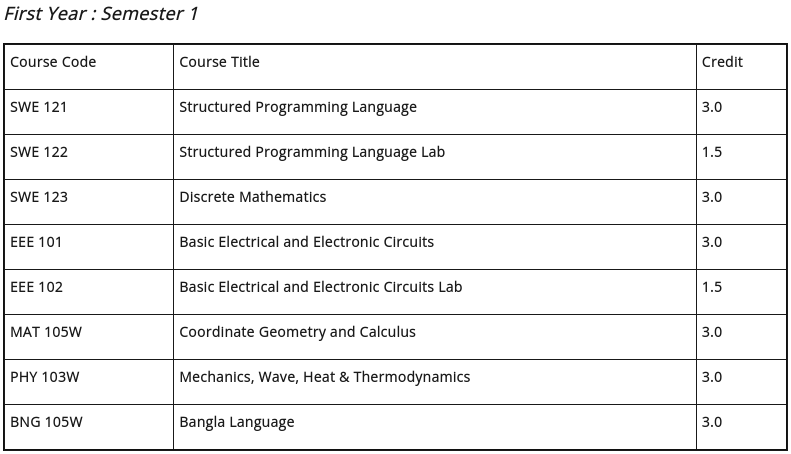 First Year : Semester 1
Course Code Course Title Credit
SWE 121 Structured Programming Language 3.0
SWE 122 Structured Programming Language Lab 1.5
SWE 123 Discrete Mathematics 3.0
EEE 101 Basic Electrical and Electronic Circuits 3.0
EEE 102 Basic Electrical and Electronic Circuits Lab 1.5
MAT 105W Coordinate Geometry and Calculus 3.0
PHY 103W Mechanics, Wave, Heat & Thermodynamics 3.0
BNG 105W Bangla Language 3.0